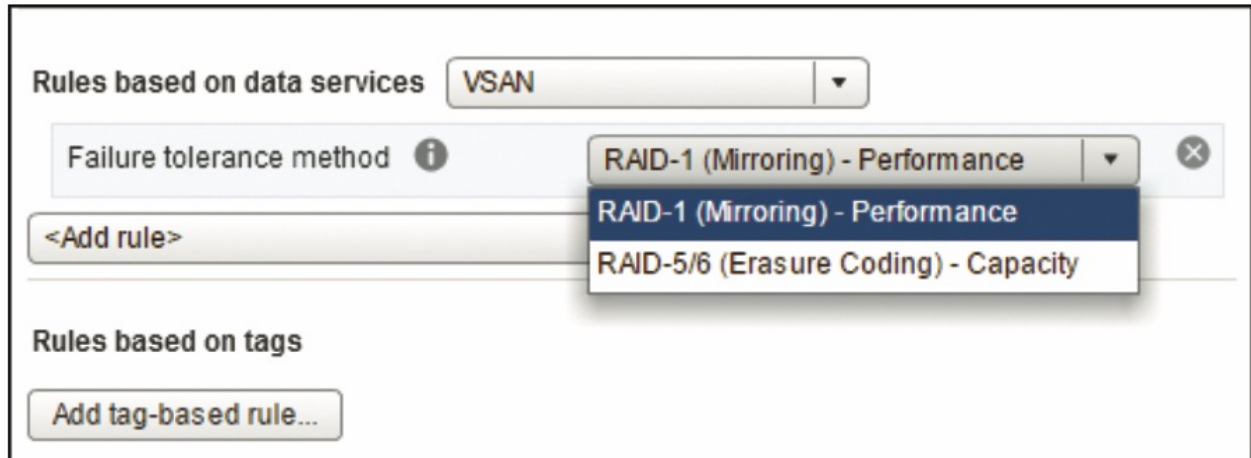 Rules based on data services VSAN
Failure tolerance method RAID-1 (Mirroring) - Performance
RAID-1 (Mirroring) - Performance
<Add rule>
RAID-5/6 (Erasure Coding) - Capacity
Rules based on tags
Add tag-based rule...